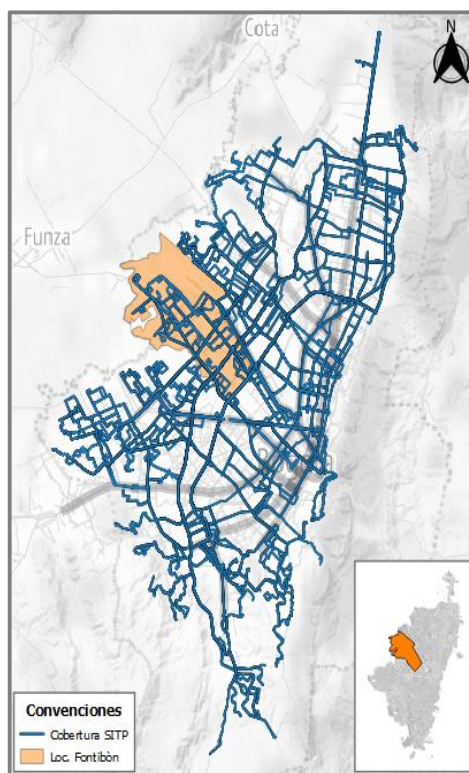 Cota
N
Funza
Convenciones
Cobertura SITP
Loc. Fontibòn